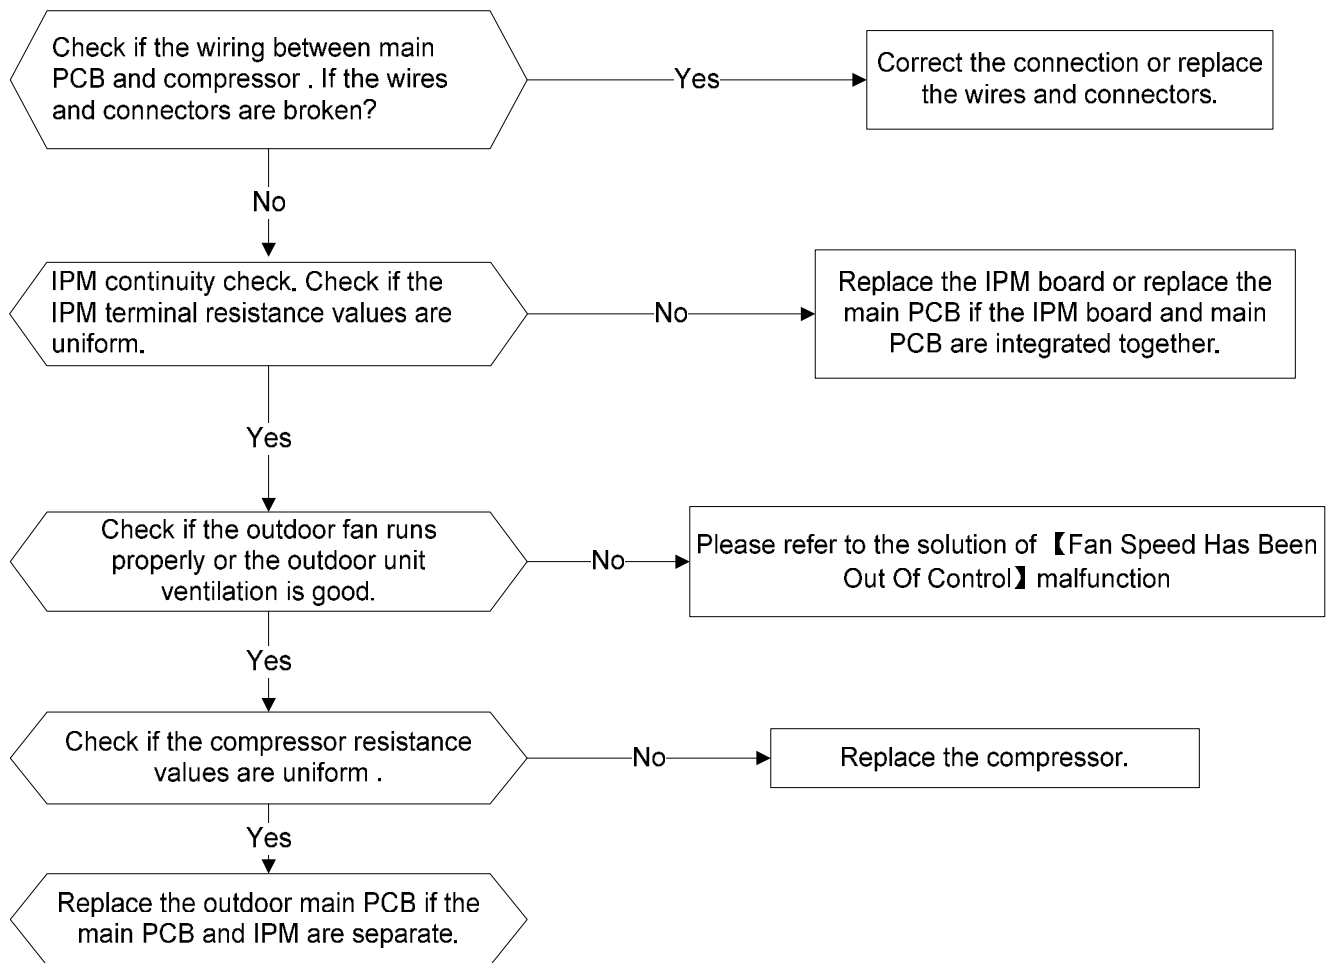 Check if the wiring between main
PCB and compressor . If the wires
and connectors are broken?
Yes
Correct the connection or replace
the wires and connectors.
No
IPM continuity check. Check if the
IPM terminal resistance values are
uniform.
No
Replace the IPM board or replace the
main PCB if the IPM board and main
PCB are integrated together.
Yes
Check if the outdoor fan runs
properly or the outdoor unit
ventilation is good.
No
Please refer to the solution of 【Fan Speed Has Been
Out Of Control】malfunction
Yes
Check if the compressor resistance
values are uniform .
No
Replace the compressor.
Yes
Replace the outdoor main PCB if the
main PCB and IPM are separate.